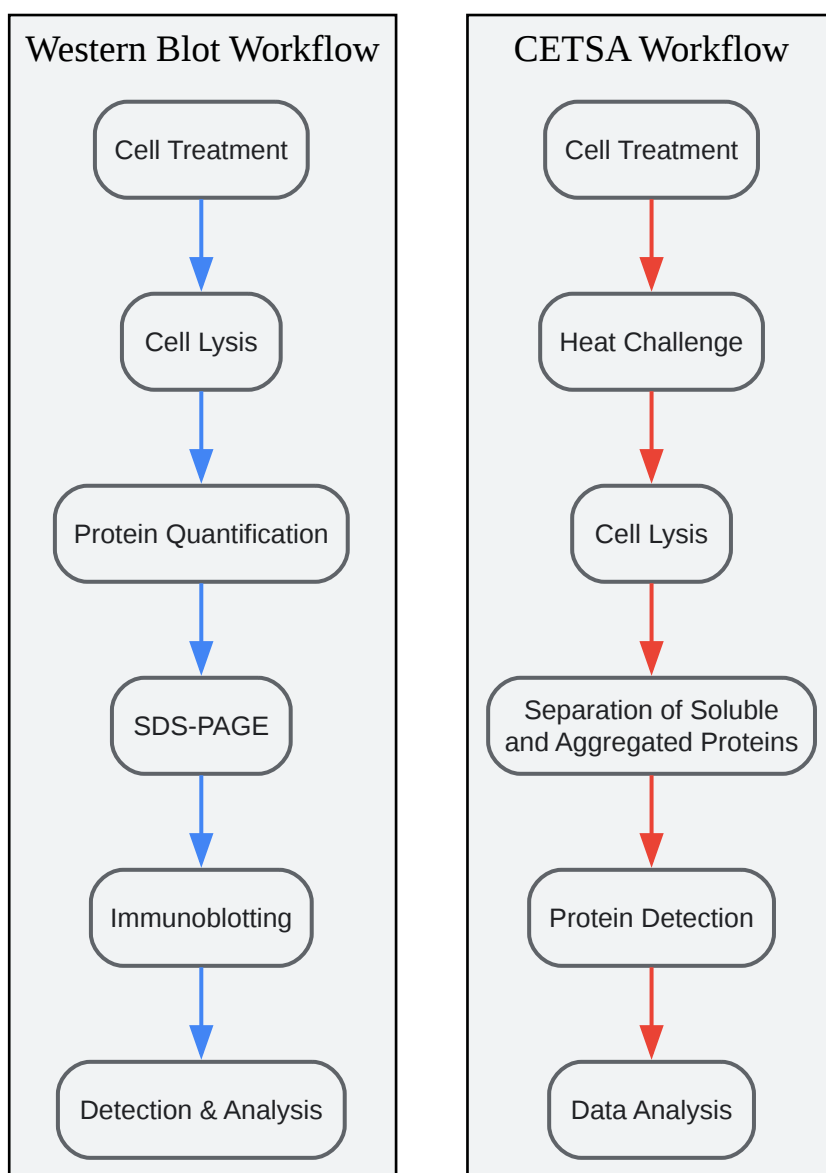 Western Blot Workflow
Cell Treatment
Cell Lysis
Protein Quantification
SDS-PAGE
Immunoblotting
Detection & Analysis
CETSA Workflow
Cell Treatment
Heat Challenge
Cell Lysis
Separation of Soluble
and Aggregated Proteins
Protein Detection
Data Analysis